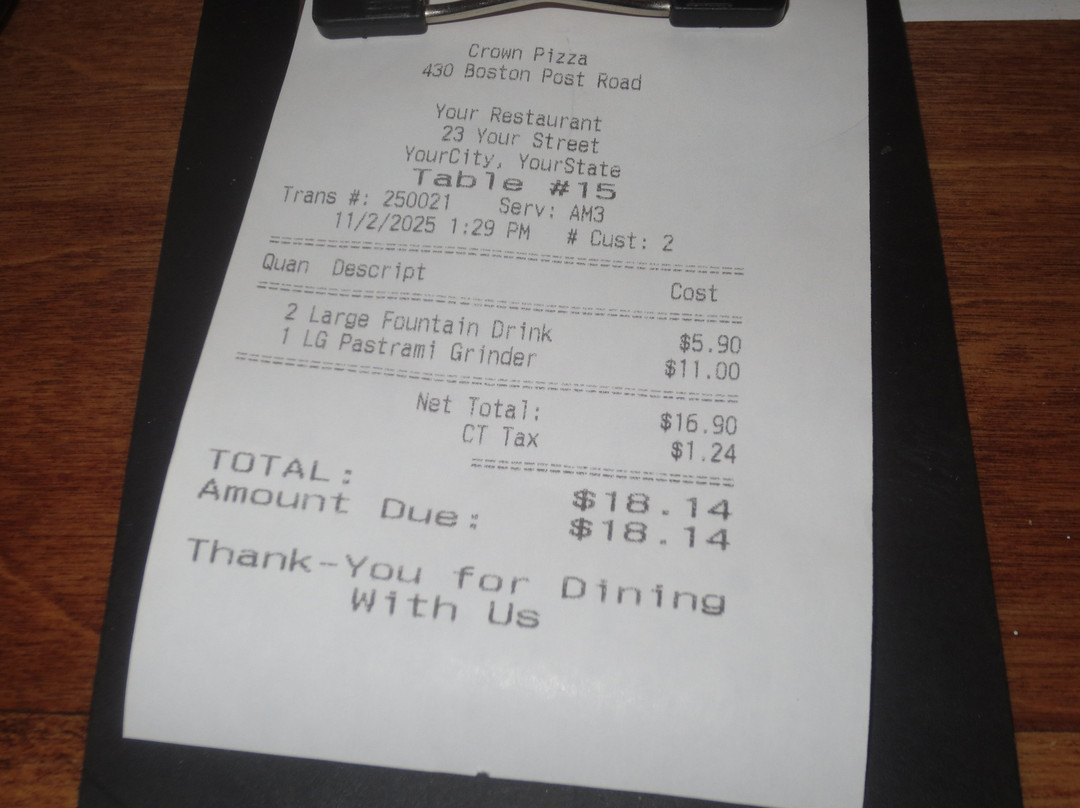 Crown Pizza
430 Boston Post Road
Your Restaurant
23 Your Street
YourCity, YourState
Table #15
Trans #: 250021 Serv: AM3
11/2/2025 1:29 PM # Cust: 2
Quan Descript Cost
2 Large Fountain Drink $5.90
1 LG Pastrami Grinder $11.00
Net Total: $16.90
CT Tax $1.24
TOTAL: $18.14
Amount Due: $18.14
Thank-You for Dining
With Us